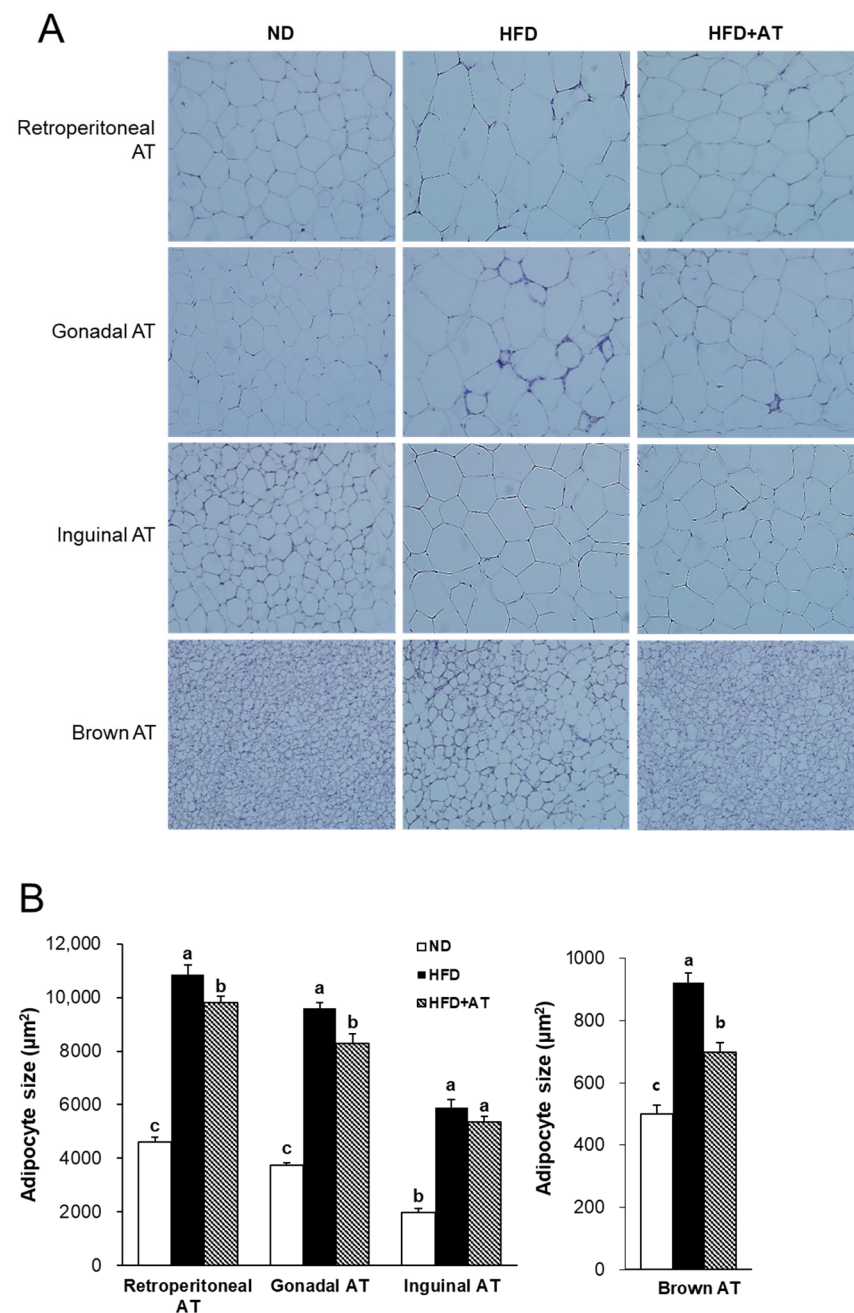 A
ND
HFD
HFD+AT
Retroperitoneal
AT
Gonadal AT
Inguinal AT
Brown AT
B
Adipocyte size (µm²)
12,000
10,000
8000
6000
4000
2000
0
c
a
b
c
a
b
b
a
a
Retroperitoneal
AT
Gonadal AT
Inguinal AT
ND
HFD
HFD+AT
Adipocyte size (µm²)
1000
800
600
400
200
0
c
a
b
Brown AT